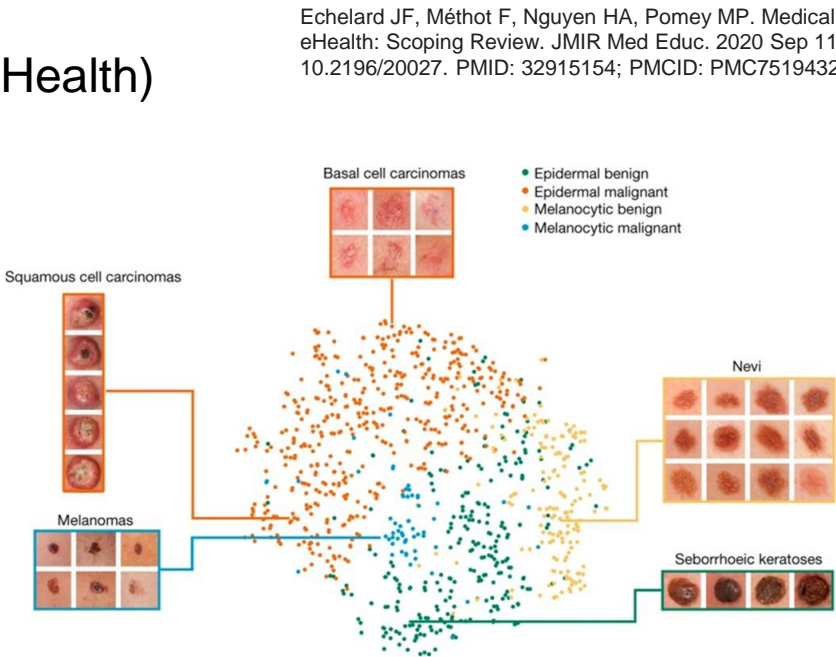 Echelard JF, Méthot F, Nguyen HA, Pomey MP. Medical
eHealth: Scoping Review. JMIR Med Educ. 2020 Sep 11
10.2196/20027. PMID: 32915154; PMCID: PMC7519432
Health)
Basal cell carcinomas
Epidermal benign
Epidermal malignant
Melanocytic benign
Melanocytic malignant
Squamous cell carcinomas
Nevi
Melanomas
Seborrhoeic keratoses